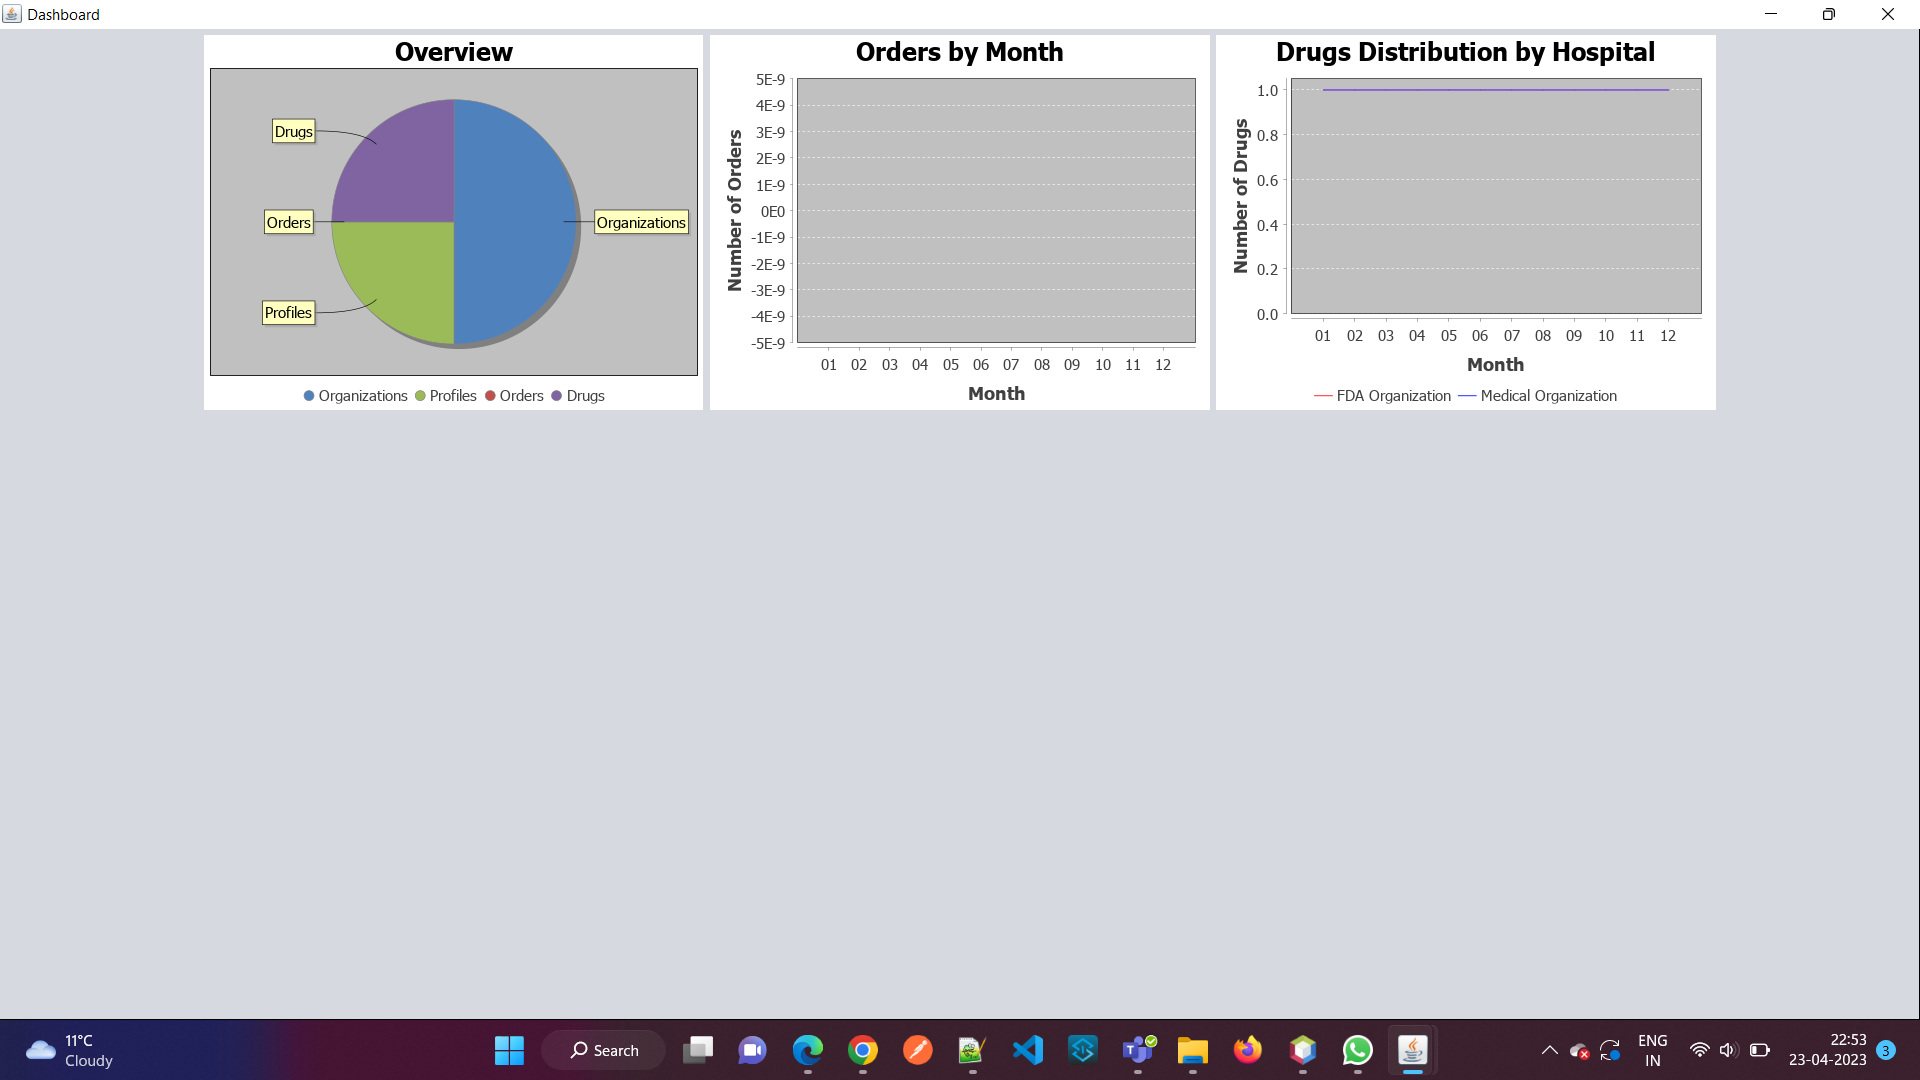 Dashboard
Overview
Drugs
Orders
Organizations
Profiles
Organizations Profiles Orders Drugs
Orders by Month
Number of Orders
5E-9
4E-9
3E-9
2E-9
1E-9
0E0
-1E-9
-2E-9
-3E-9
-4E-9
-5E-9
01 02 03 04 05 06 07 08 09 10 11 12
Month
Drugs Distribution by Hospital
Number of Drugs
1.0
0.8
0.6
0.4
0.2
0.0
01 02 03 04 05 06 07 08 09 10 11 12
Month
FDA Organization Medical Organization
11°C
Cloudy
Search
ENG
IN
22:53
23-04-2023
3